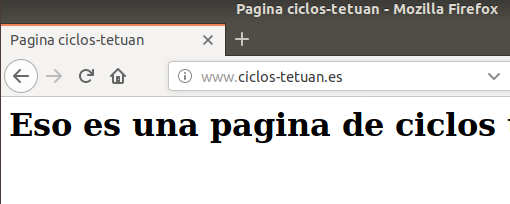 Pagina ciclos-tetuan - Mozilla Firefox
Pagina ciclos-tetuan
www.ciclos-tetuan.es
Eso es una pagina de ciclos